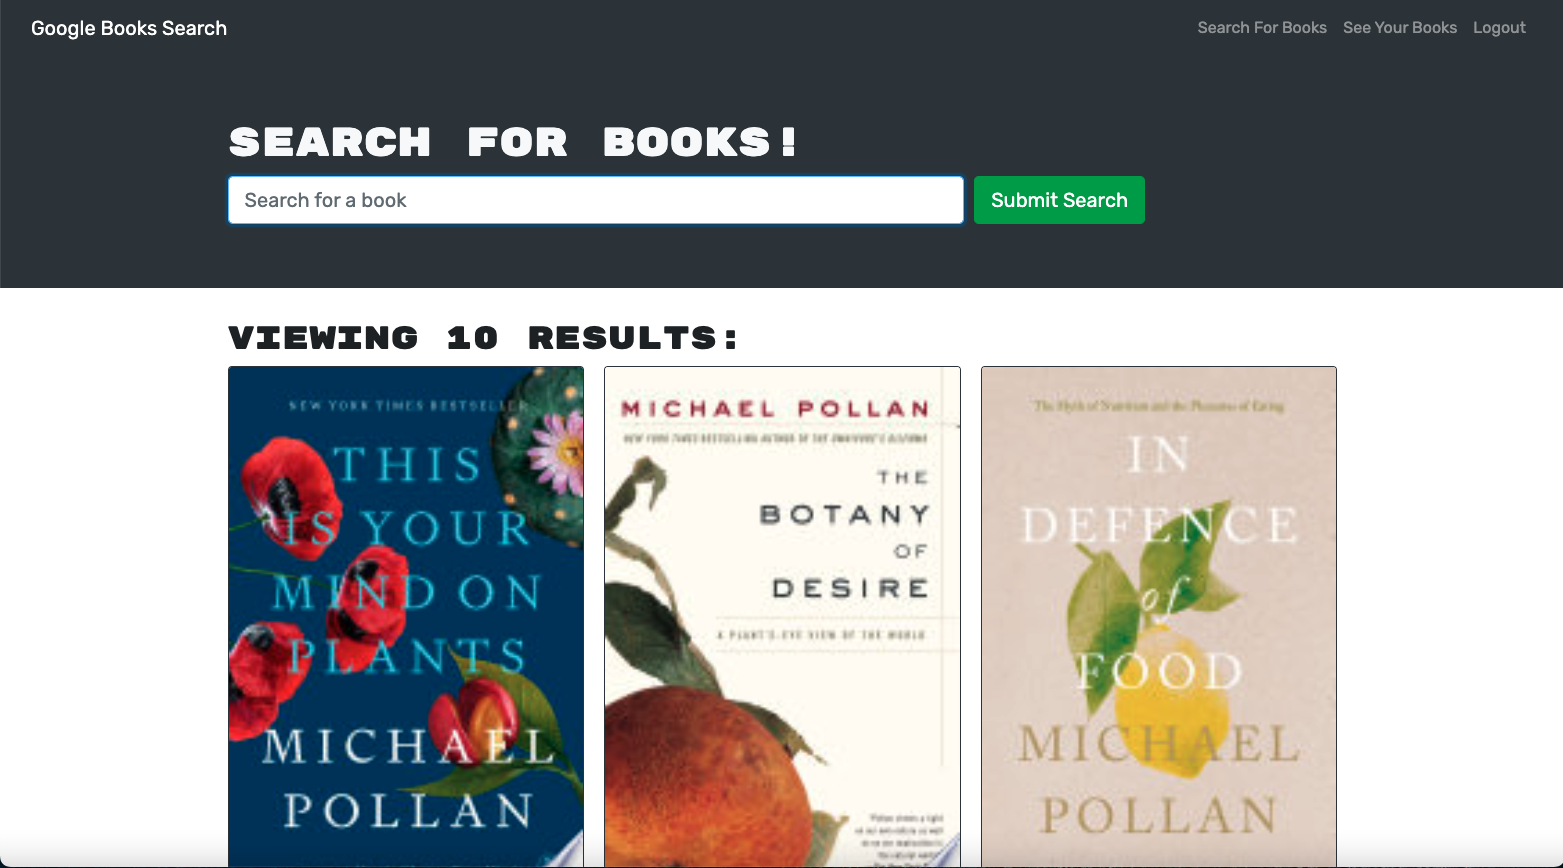 Google Books Search
Search For Books See Your Books Logout
SEARCH FOR BOOKS!
Search for a book
Submit Search
VIEWING 10 RESULTS:
NEW YORK TIMES BESTSELLER
THIS
IS YOUR
MIND ON
PLANTS
MICHAEL
POLLAN
MICHAEL POLLAN
NEW YORK TIMES BESTSELLING AUTHOR OF THE OMNIVORE'S DILEMMA
THE
BOTANY
OF
DESIRE
A PLANT'S-EYE VIEW OF THE WORLD
The Myth of Nutrition and the Pleasures of Eating
IN
DEFENCE
of
FOOD
MICHAEL
POLLAN